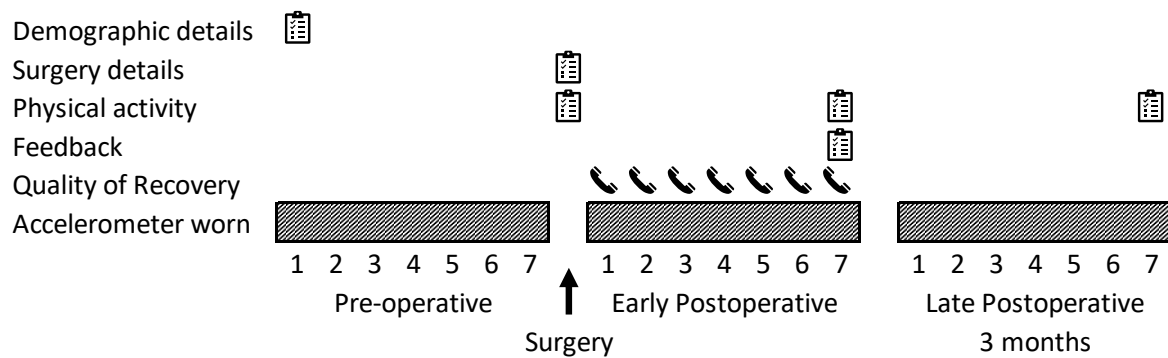 Demographic details
Surgery details
Physical activity
Feedback
Quality of Recovery
Accelerometer worn
1 2 3 4 5 6 7 1 2 3 4 5 6 7 1 2 3 4 5 6 7
Pre-operative Early Postoperative Late Postoperative
Surgery 3 months